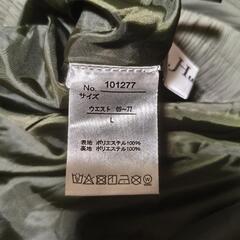 No. 101277
サイズ
ウエスト 69~77
L
表地 ポリエステル100%
裏地 ポリエステル100%